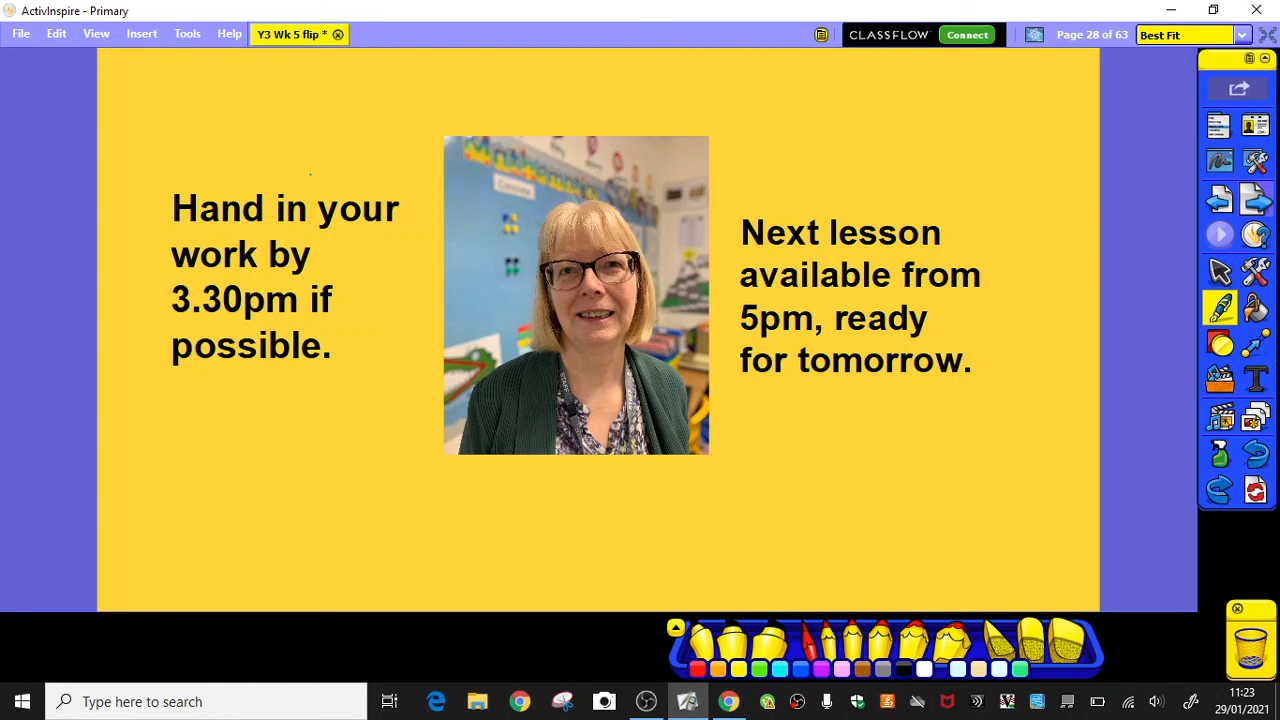 ActivInspire - Primary
File Edit View Insert Tools Help Y3 Wk 5 flip * CLASSFLOW Connect Page 28 of 63 Best Fit
Hand in your
work by
3.30pm if
possible.
Next lesson
available from
5pm, ready
for tomorrow.
Type here to search
11:23
29/01/2021